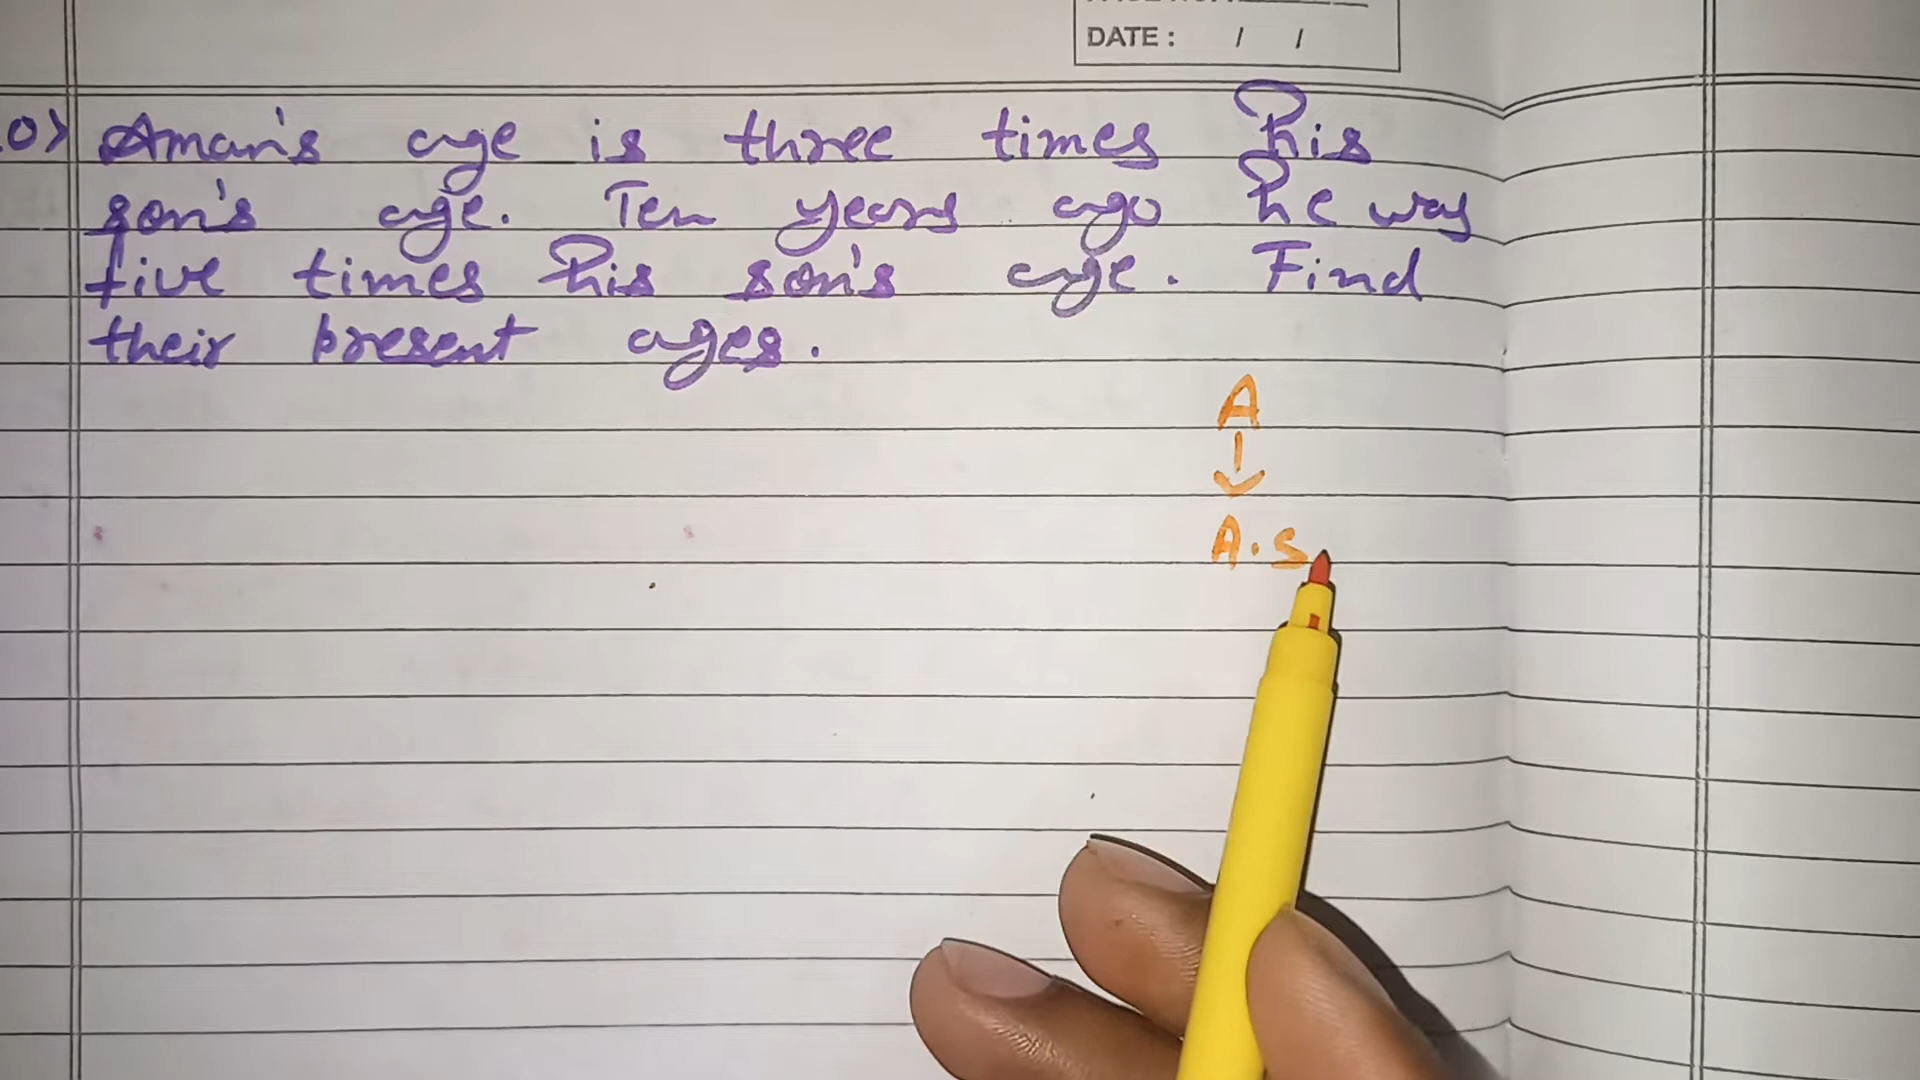 DATE : / /
0> Aman's age is three times his
son's age. Ten years ago he was
five times his son's age. Find
their present ages.
A
A.S